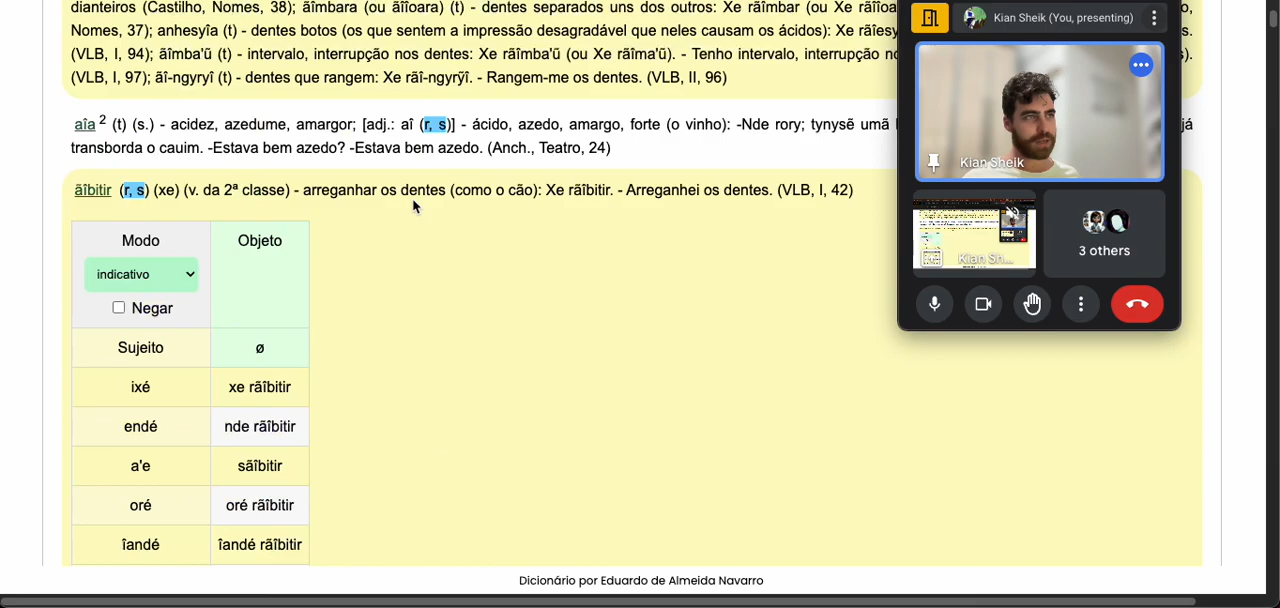 dianteiros (Castilho, Nomes, 38); ãîmbara (ou ãîîoara) (t) - dentes separados uns dos outros: Xe rãîmbar (ou Xe rãîîoa
Nomes, 37); anhesyîa (t) - dentes botos (os que sentem a impressão desagradável que neles causam os ácidos): Xe rãîesy
(VLB, I, 94); ãîmba'ũ (t) - intervalo, interrupção nos dentes: Xe rãîmba'ũ (ou Xe rãîma'ũ). - Tenho intervalo, interrupção no
(VLB, I, 97); ãî-ngyryî (t) - dentes que rangem: Xe rãî-ngyrỹî. - Rangem-me os dentes. (VLB, II, 96)
aîa 2 (t) (s.) - acidez, azedume, amargor; [adj.: aî (r, s)] - ácido, azedo, amargo, forte (o vinho): -Nde rory; tynysẽ umã já
transborda o cauim. -Estava bem azedo? -Estava bem azedo. (Anch., Teatro, 24)
ãîbitir (r, s) (xe) (v. da 2ª classe) - arreganhar os dentes (como o cão): Xe rãîbitir. - Arreganhei os dentes. (VLB, I, 42)
Modo Objeto
indicativo
Negar
Sujeito ø
ixé xe rãîbitir
endé nde rãîbitir
a'e sãîbitir
oré oré rãîbitir
îandé îandé rãîbitir
Dicionário por Eduardo de Almeida Navarro
Kian Sheik (You, presenting)
Kian Sheik
Kian Sh...
3 others